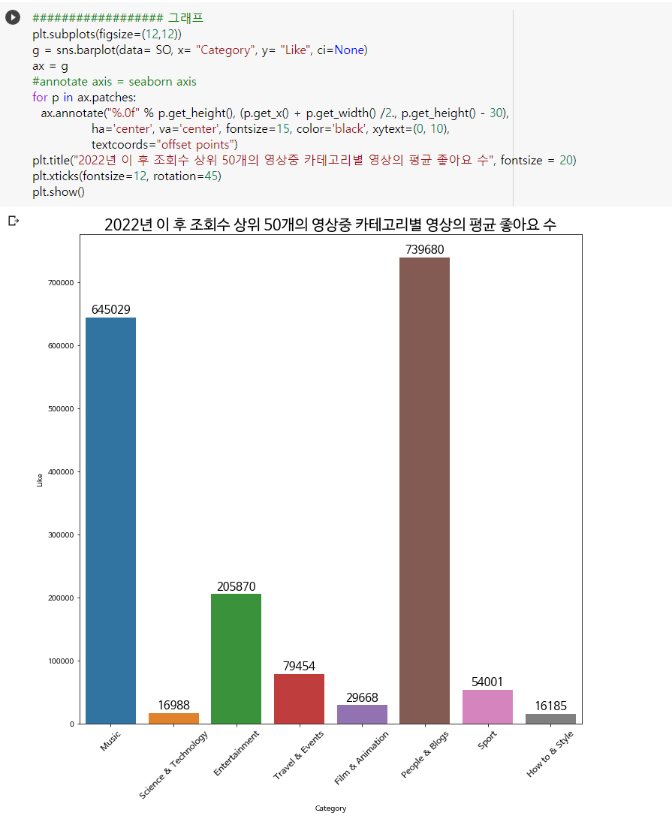 ################## 그래프
plt.subplots(figsize=(12,12))
g = sns.barplot(data= SO, x= "Category", y= "Like", ci=None)
ax = g
#annotate axis = seaborn axis
for p in ax.patches:
ax.annotate("%.0f" % p.get_height(), (p.get_x() + p.get_width() /2., p.get_height() - 30),
ha='center', va='center', fontsize=15, color='black', xytext=(0, 10),
textcoords="offset points")
plt.title("2022년 이 후 조회수 상위 50개의 영상중 카테고리별 영상의 평균 좋아요 수", fontsize = 20)
plt.xticks(fontsize=12, rotation=45)
plt.show()
2022년 이 후 조회수 상위 50개의 영상중 카테고리별 영상의 평균 좋아요 수
739680
700000
645029
600000
500000
400000
Like
300000
205870
200000
100000
79454
54001
29668
16988
16185
0
Music
Science & Technology
Entertainment
Travel & Events
Film & Animation
People & Blogs
Sport
How to & Style
Category